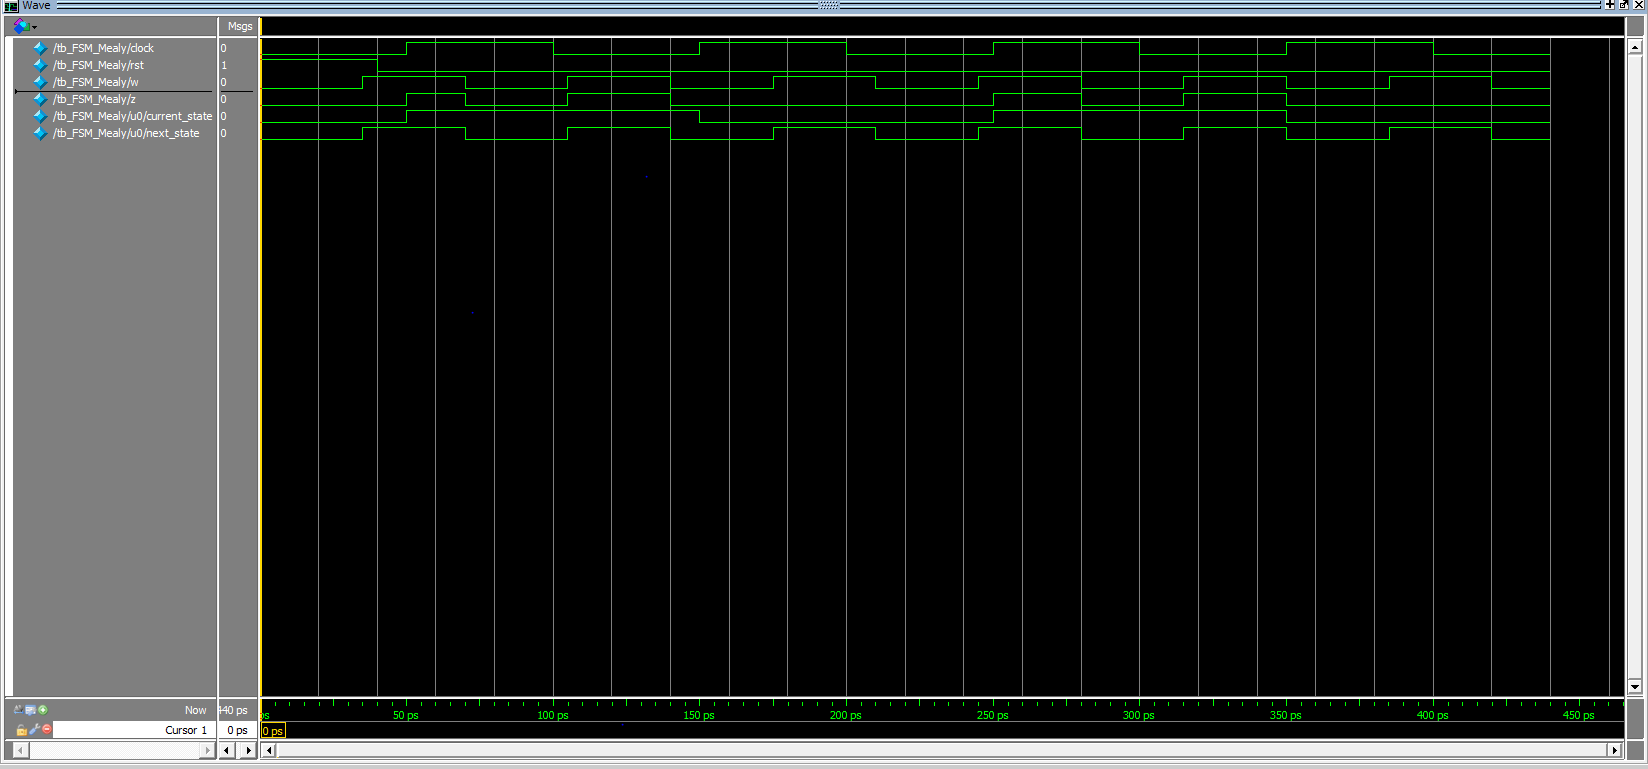 Wave
Msgs
/tb_FSM_Mealy/clock 0
/tb_FSM_Mealy/rst 1
/tb_FSM_Mealy/w 0
/tb_FSM_Mealy/z 0
/tb_FSM_Mealy/u0/current_state 0
/tb_FSM_Mealy/u0/next_state 0
Now 440 ps ps 50 ps 100 ps 150 ps 200 ps 250 ps 300 ps 350 ps 400 ps 450 ps
Cursor 1 0 ps 0 ps